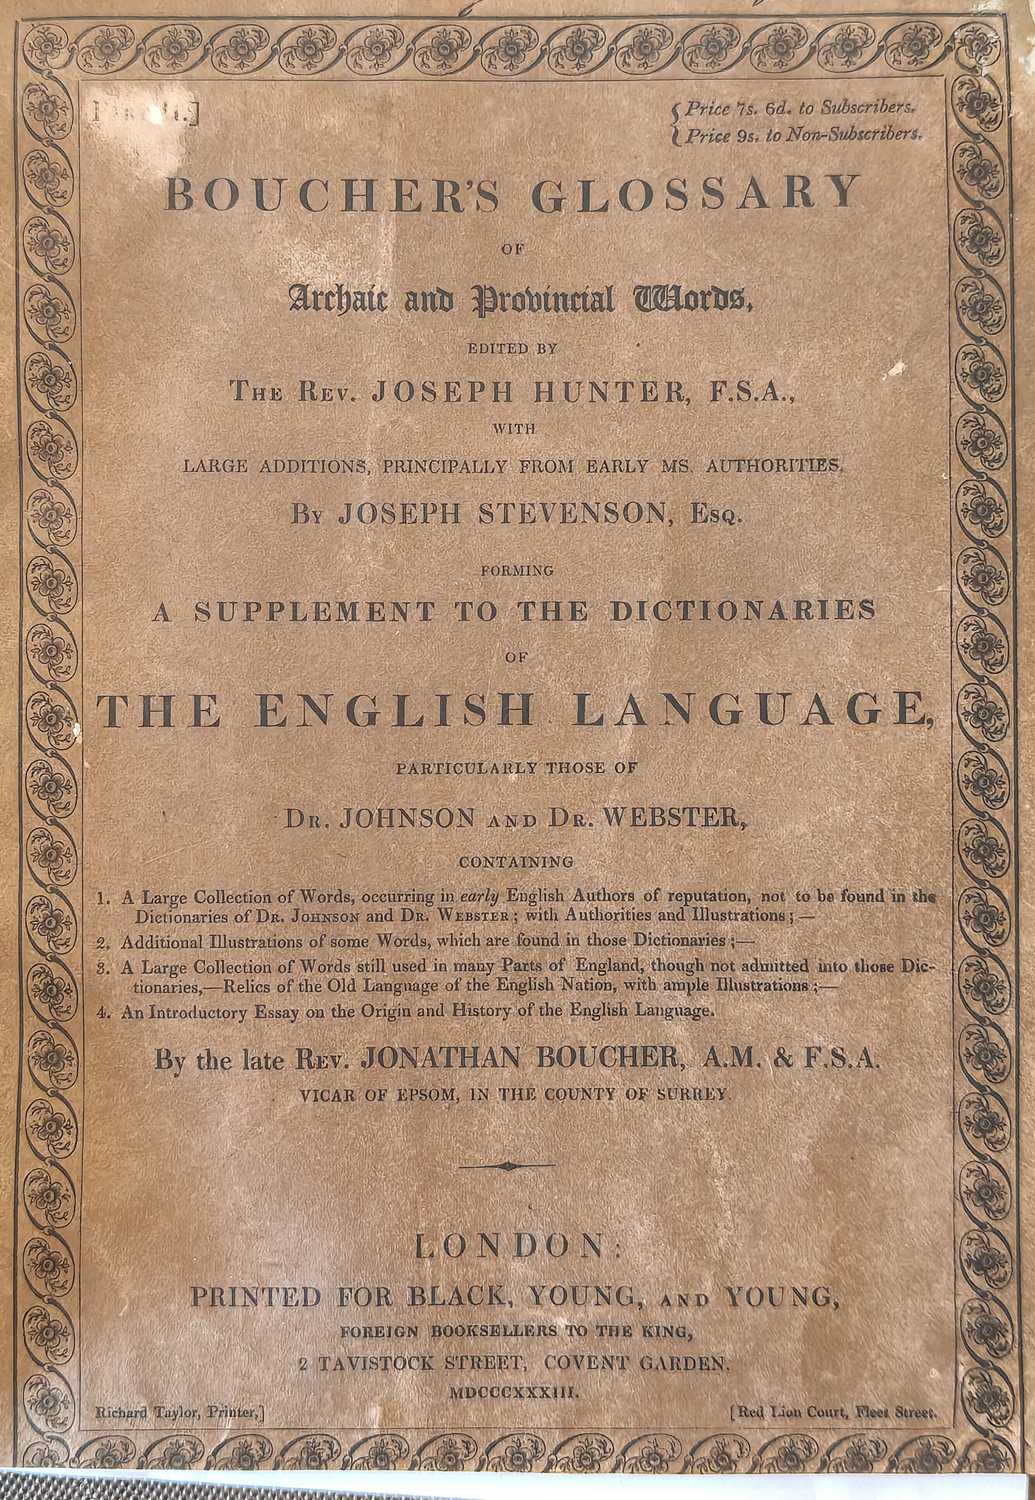 Price 7s. 6d. to Subscribers.
Price 9s. to Non-Subscribers.
BOUCHER'S GLOSSARY
OF
Archaic and Provincial Words,
EDITED BY
THE REV. JOSEPH HUNTER, F.S.A.,
WITH
LARGE ADDITIONS, PRINCIPALLY FROM EARLY MS. AUTHORITIES,
BY JOSEPH STEVENSON, ESQ.
FORMING
A SUPPLEMENT TO THE DICTIONARIES
OF
THE ENGLISH LANGUAGE,
PARTICULARLY THOSE OF
DR. JOHNSON AND DR. WEBSTER,
CONTAINING
1. A Large Collection of Words, occurring in early English Authors of reputation, not to be found in the
Dictionaries of DR. JOHNSON and DR. WEBSTER; with Authorities and Illustrations;—
2. Additional Illustrations of some Words, which are found in those Dictionaries;—
3. A Large Collection of Words still used in many Parts of England, though not admitted into those Dic-
tionaries,—Relics of the Old Language of the English Nation, with ample Illustrations;—
4. An Introductory Essay on the Origin and History of the English Language.
By the late REV. JONATHAN BOUCHER, A.M. & F.S.A.
VICAR OF EPSOM, IN THE COUNTY OF SURREY.
LONDON:
PRINTED FOR BLACK, YOUNG, AND YOUNG,
FOREIGN BOOKSELLERS TO THE KING,
2 TAVISTOCK STREET, COVENT GARDEN.
MDCCCXXXIII.
Richard Taylor, Printer,] [Red Lion Court, Fleet Street.